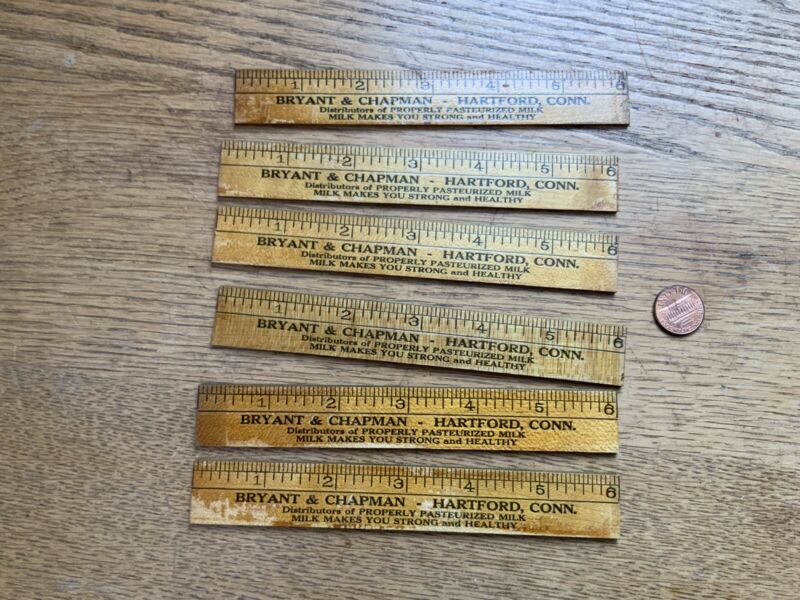 1 2 3 4 5 6
BRYANT & CHAPMAN - HARTFORD, CONN.
Distributors of PROPERLY PASTEURIZED MILK
MILK MAKES YOU STRONG and HEALTHY
1 2 3 4 5 6
BRYANT & CHAPMAN - HARTFORD, CONN.
Distributors of PROPERLY PASTEURIZED MILK
MILK MAKES YOU STRONG and HEALTHY
1 2 3 4 5 6
BRYANT & CHAPMAN - HARTFORD, CONN.
Distributors of PROPERLY PASTEURIZED MILK
MILK MAKES YOU STRONG and HEALTHY
1 2 3 4 5 6
BRYANT & CHAPMAN - HARTFORD, CONN.
Distributors of PROPERLY PASTEURIZED MILK
MILK MAKES YOU STRONG and HEALTHY
1 2 3 4 5 6
BRYANT & CHAPMAN - HARTFORD, CONN.
Distributors of PROPERLY PASTEURIZED MILK
MILK MAKES YOU STRONG and HEALTHY
1 2 3 4 5 6
BRYANT & CHAPMAN - HARTFORD, CONN.
Distributors of PROPERLY PASTEURIZED MILK
MILK MAKES YOU STRONG and HEALTHY